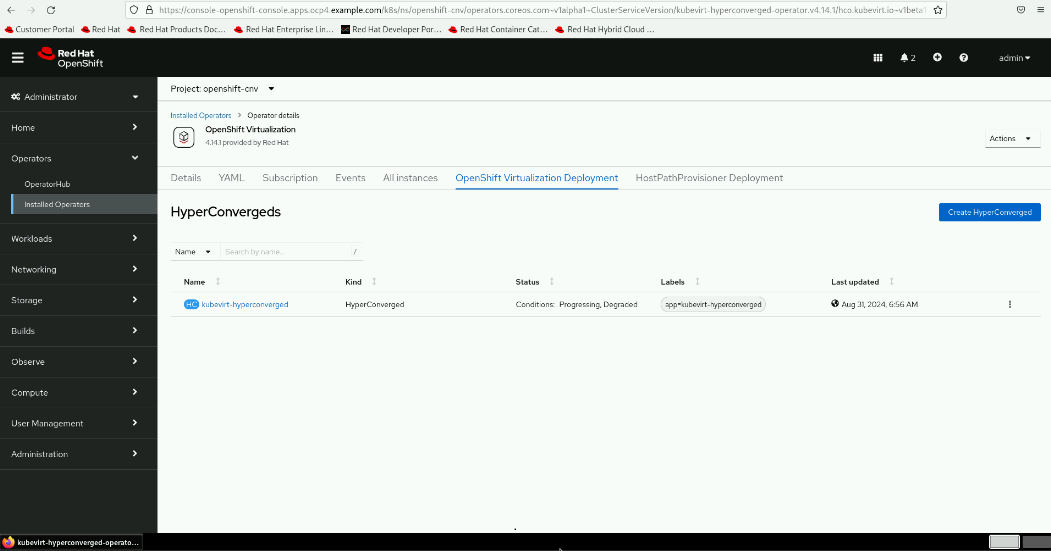 https://console-openshift-console.apps.ocp4.example.com/k8s/ns/openshift-cnv/operators.coreos.com~v1alpha1~ClusterServiceVersion/kubevirt-hyperconverged-operator.v4.14.1/hco.kubevirt.io~v1beta1
Customer Portal Red Hat Red Hat Products Doc... Red Hat Enterprise Lin... Red Hat Developer Por... Red Hat Container Cat... Red Hat Hybrid Cloud ...
Red Hat
OpenShift
2
admin
Administrator
Home
Operators
OperatorHub
Installed Operators
Workloads
Networking
Storage
Builds
Observe
Compute
User Management
Administration
Project: openshift-cnv
Installed Operators > Operator details
OpenShift Virtualization
4.14.1 provided by Red Hat
Actions
Details YAML Subscription Events All instances OpenShift Virtualization Deployment HostPathProvisioner Deployment
HyperConvergeds
Create HyperConverged
Name Search by name... /
Name Kind Status Labels Last updated
HC kubevirt-hyperconverged HyperConverged Conditions: Progressing, Degraded app=kubevirt-hyperconverged Aug 31, 2024, 6:56 AM
kubevirt-hyperconverged-operato...